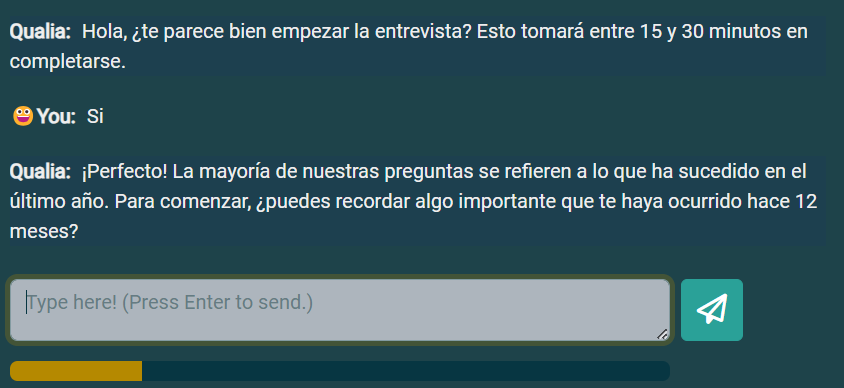 Qualia: Hola, ¿te parece bien empezar la entrevista? Esto tomará entre 15 y 30 minutos en
completarse.
You: Si
Qualia: ¡Perfecto! La mayoría de nuestras preguntas se refieren a lo que ha sucedido en el
último año. Para comenzar, ¿puedes recordar algo importante que te haya ocurrido hace 12
meses?
Type here! (Press Enter to send.)